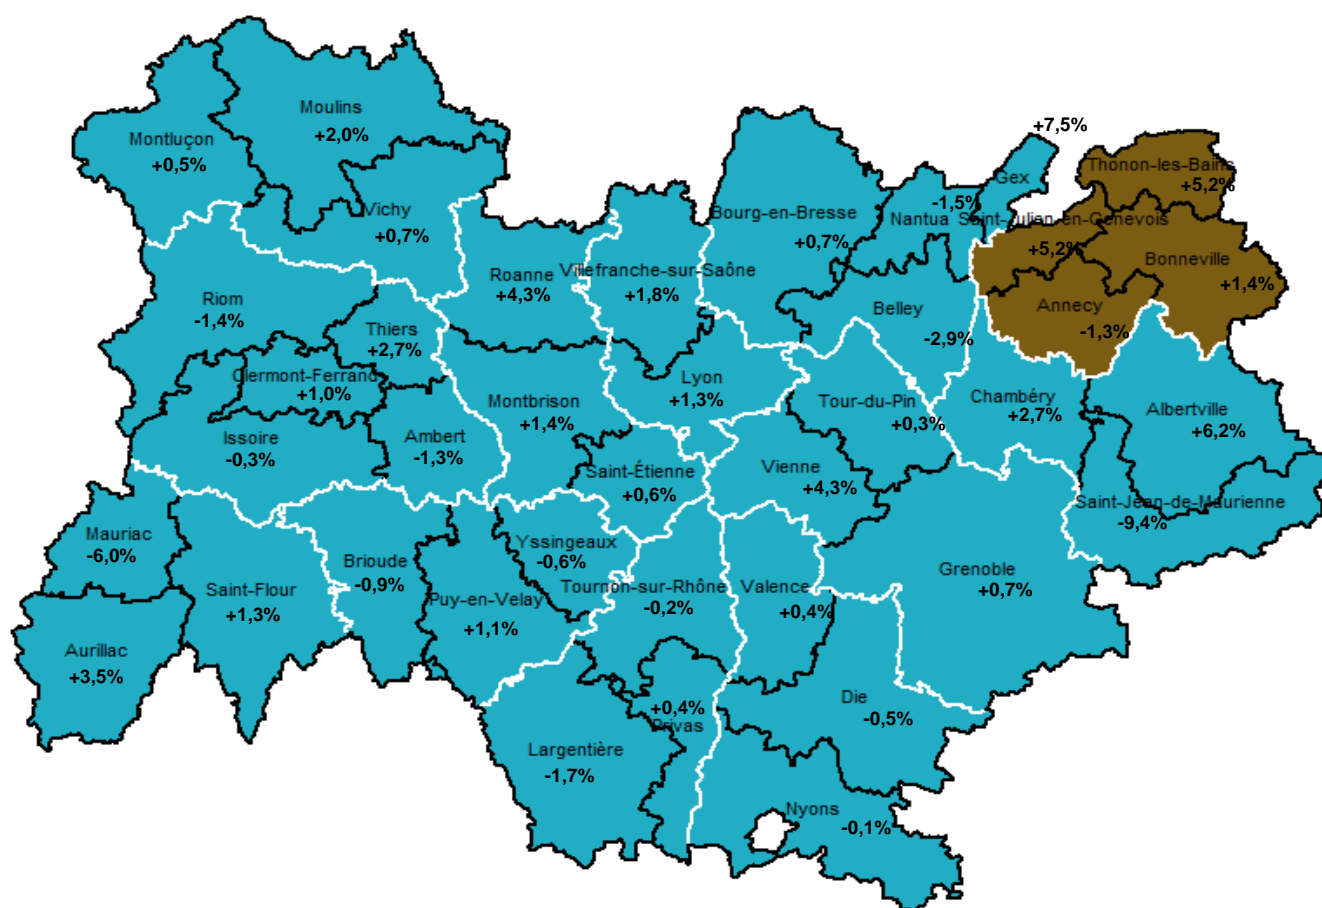 Moulins
+2,0%
Montluçon
+0,5%
Vichy
+0,7%
+7,5%
Gex
Thonon-les-Bains
+5,2%
Bourg-en-Bresse
+0,7%
-1,5%
Nantua
Saint-Julien-en-Genevois
+5,2%
Bonneville
+1,4%
Roanne
+4,3%
Villefranche-sur-Saône
+1,8%
Riom
-1,4%
Belley
-2,9%
Annecy
-1,3%
Thiers
+2,7%
Clermont-Ferrand
+1,0%
Lyon
+1,3%
Montbrison
+1,4%
Tour-du-Pin
+0,3%
Chambéry
+2,7%
Albertville
+6,2%
Issoire
-0,3%
Ambert
-1,3%
Saint-Étienne
+0,6%
Vienne
+4,3%
Saint-Jean-de-Maurienne
-9,4%
Mauriac
-6,0%
Saint-Flour
+1,3%
Brioude
-0,9%
Yssingeaux
-0,6%
Puy-en-Velay
+1,1%
Tournon-sur-Rhône
-0,2%
Valence
+0,4%
Grenoble
+0,7%
Aurillac
+3,5%
Die
-0,5%
+0,4%
Privas
Largentière
-1,7%
Nyons
-0,1%